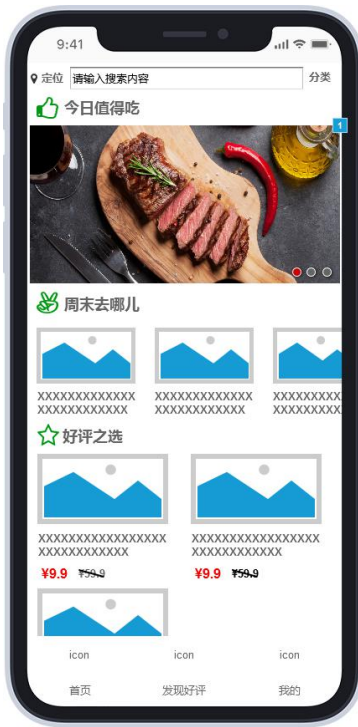 9:41
定位 请输入搜索内容 分类
今日值得吃
1
周末去哪儿
XXXXXXXXXXXXX XXXXXXXXXXXXX XXXXXXXXX
XXXXXXXXXXXX XXXXXXXXXXXX XXXXXXXXX
好评之选
XXXXXXXXXXXXXXXXX XXXXXXXXXXXXXXXXX
XXXXXXXXXXXX XXXXXXXXXXXX
¥9.9 ¥59.9 ¥9.9 ¥59.9
icon icon icon
首页 发现好评 我的